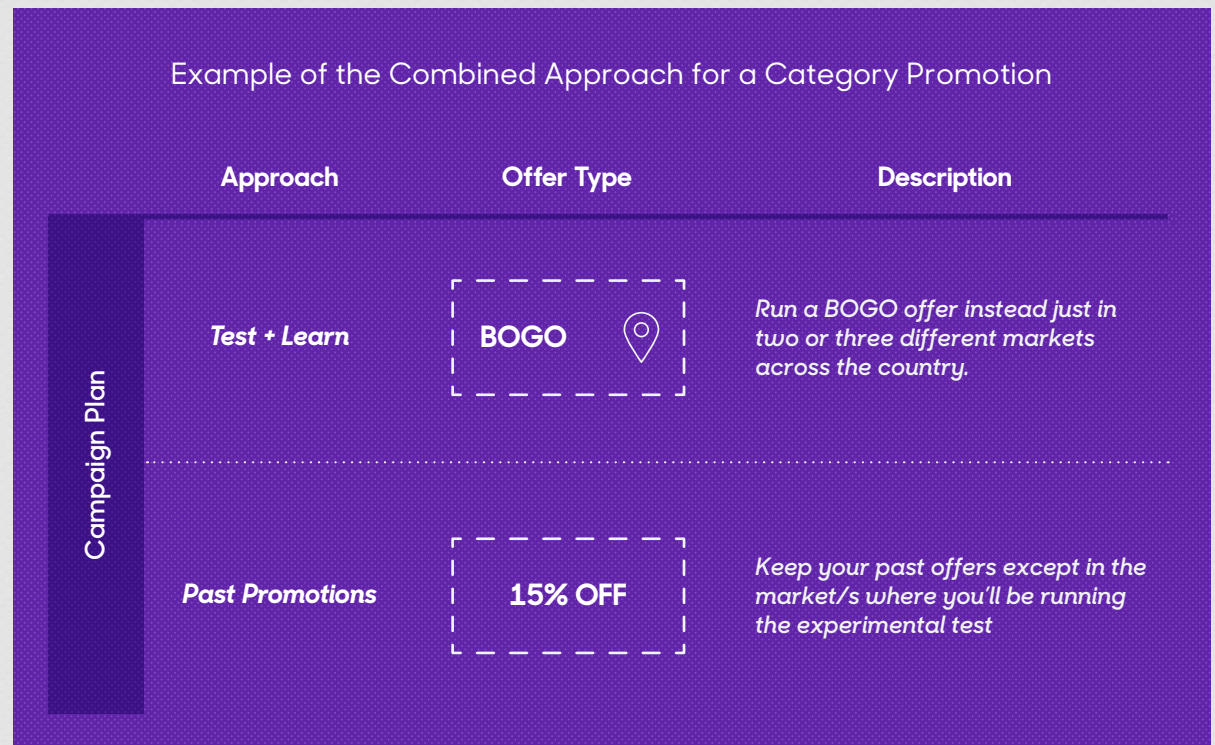 Example of the Combined Approach for a Category Promotion
Approach
Offer Type
Description
Campaign Plan
Test + Learn
BOGO
Run a BOGO offer instead just in
two or three different markets
across the country.
Past Promotions
15% OFF
Keep your past offers except in the
market/s where you'll be running
the experimental test